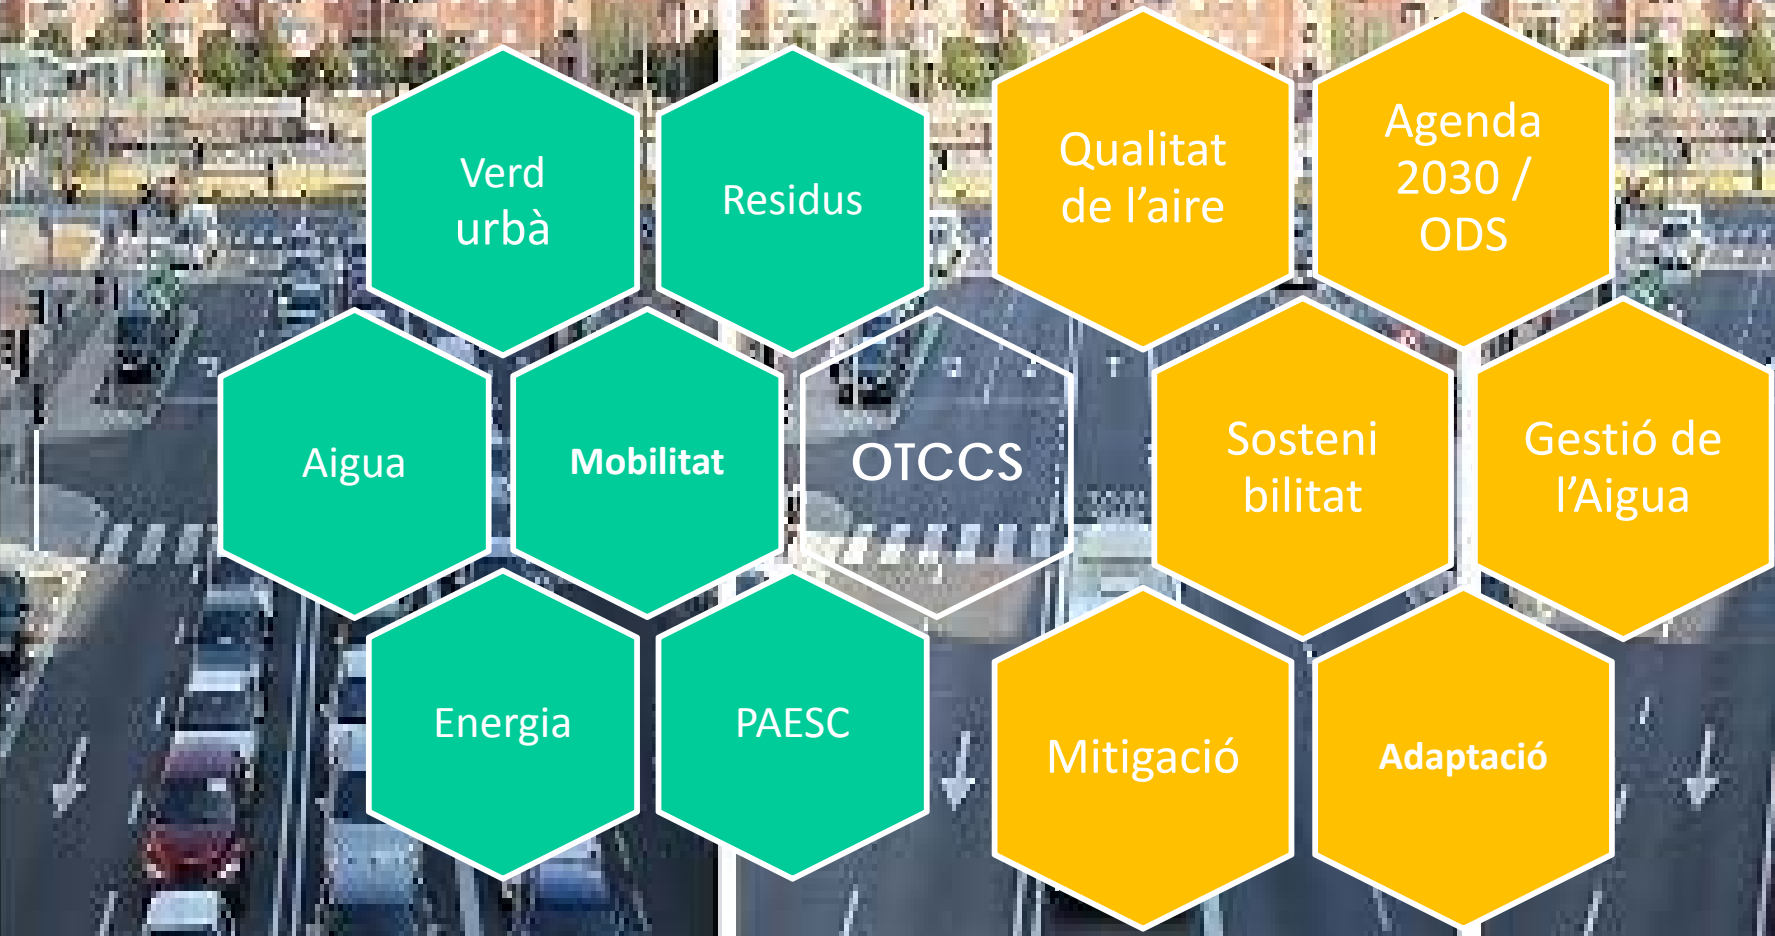 Verd
urbà
Residus
Qualitat
de l’aire
Agenda
2030 /
ODS
Aigua
Mobilitat
OTCCS
Sosteni
bilitat
Gestió de
l’Aigua
Energia
PAESC
Mitigació
Adaptació